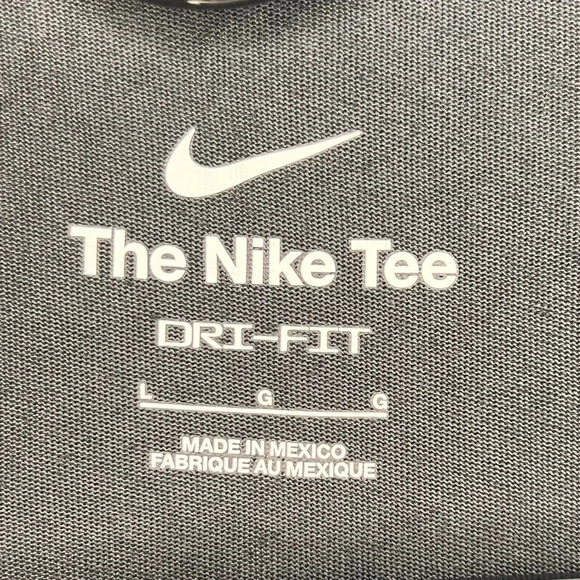 The Nike Tee
DRI-FIT
L G G
MADE IN MEXICO
FABRIQUE AU MEXIQUE